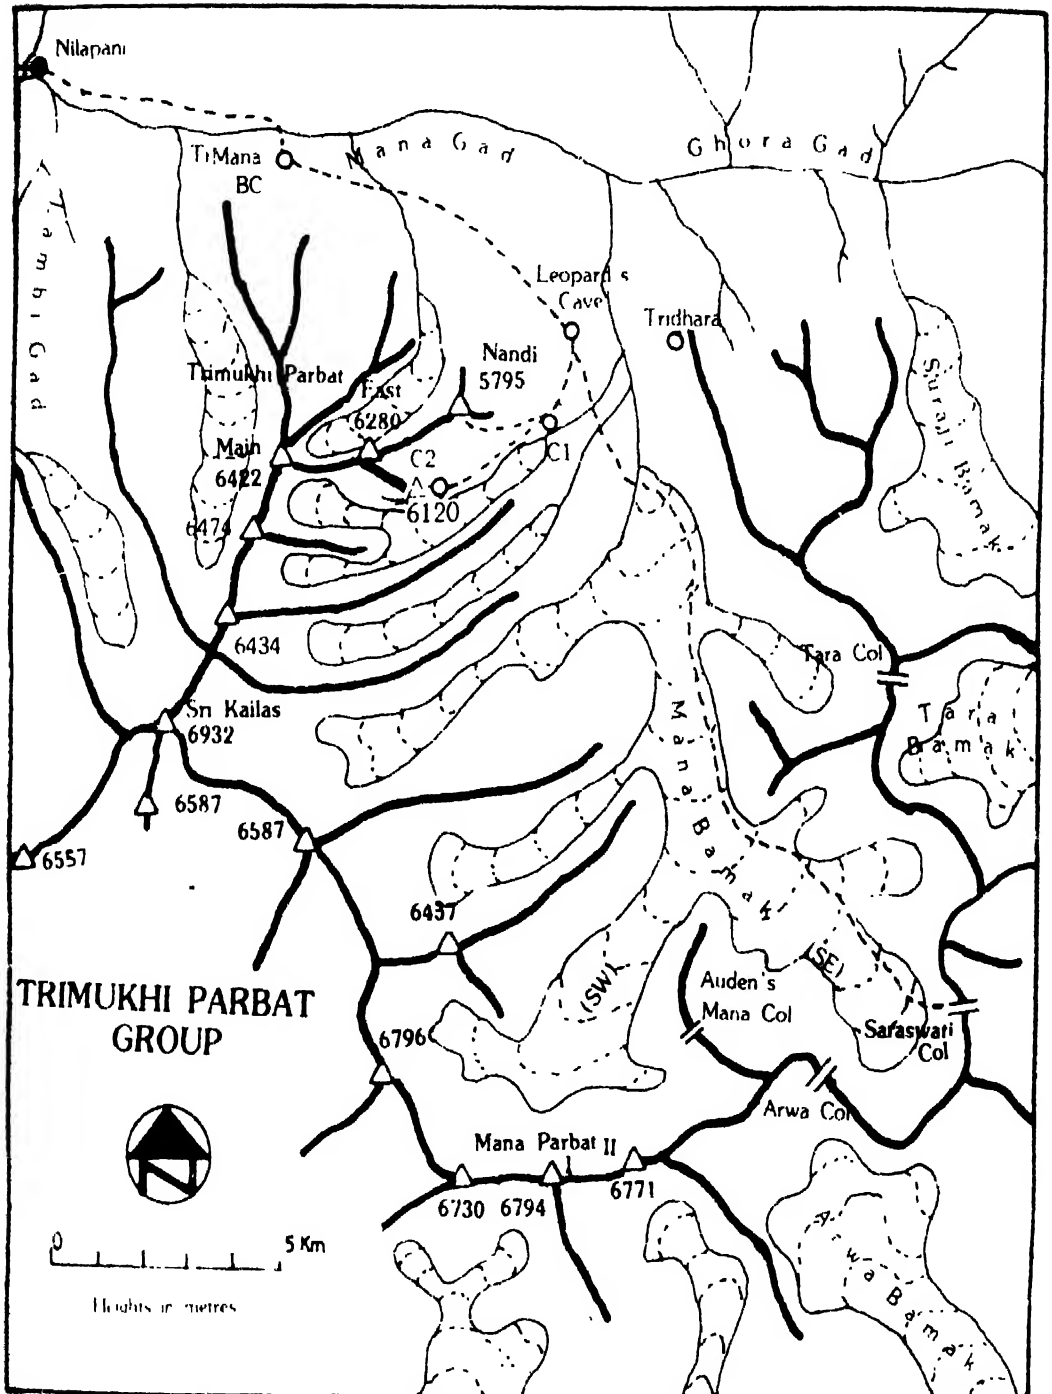 Nilapani
TriMana
BC
Mana Gad
Ghora Gad
Tambhi Gad
Leopard s
Cave
Tridhara
Nandi
5795
Trimukhi Parbat
East
6280
Main
6422
C2
C1
6120
6474
Suraji Bamak
6434
Tara Col
Sri Kailas
6932
Tara
Bamak
Mana Bamak
6587
6587
6557
6437
(SW)
(SE)
Auden's
Mana Col
Saraswati
Col
TRIMUKHI PARBAT
GROUP
6796
Arwa Col
Mana Parbat II
6730
6794
6771
N
0
5 Km
Heights in metres
Arwa Bamak